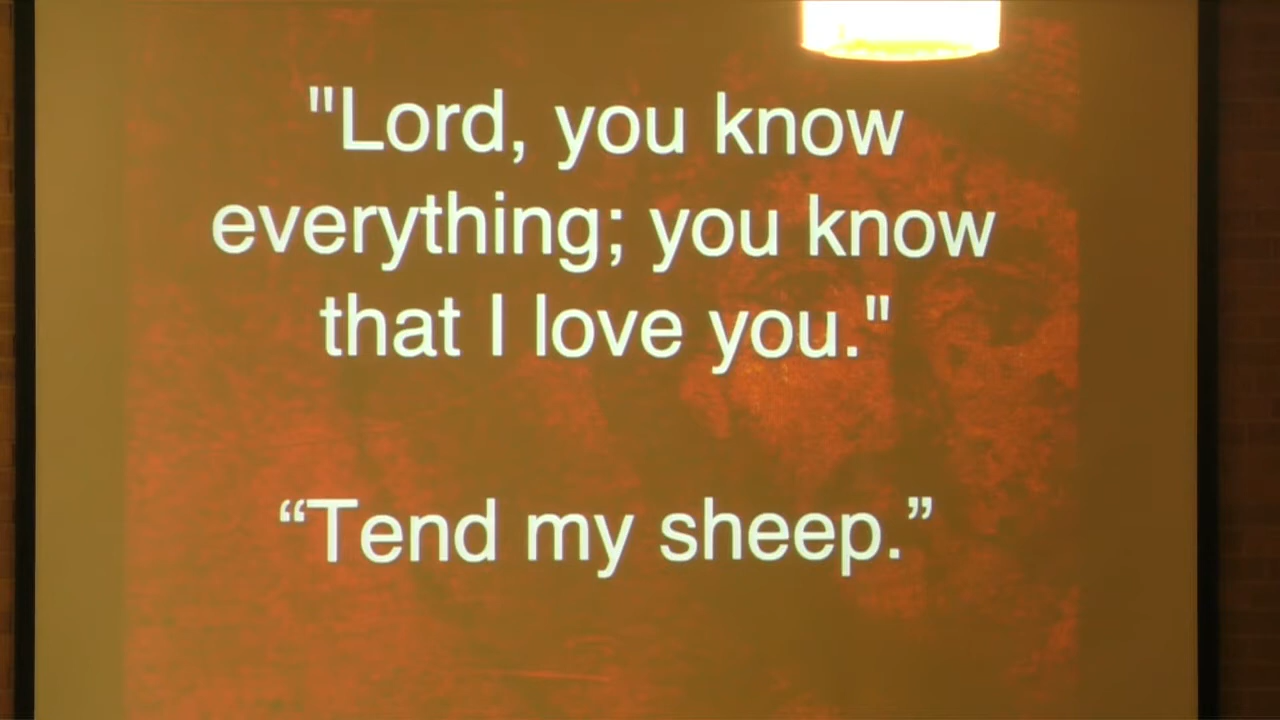 "Lord, you know
everything; you know
that I love you."
“Tend my sheep.”